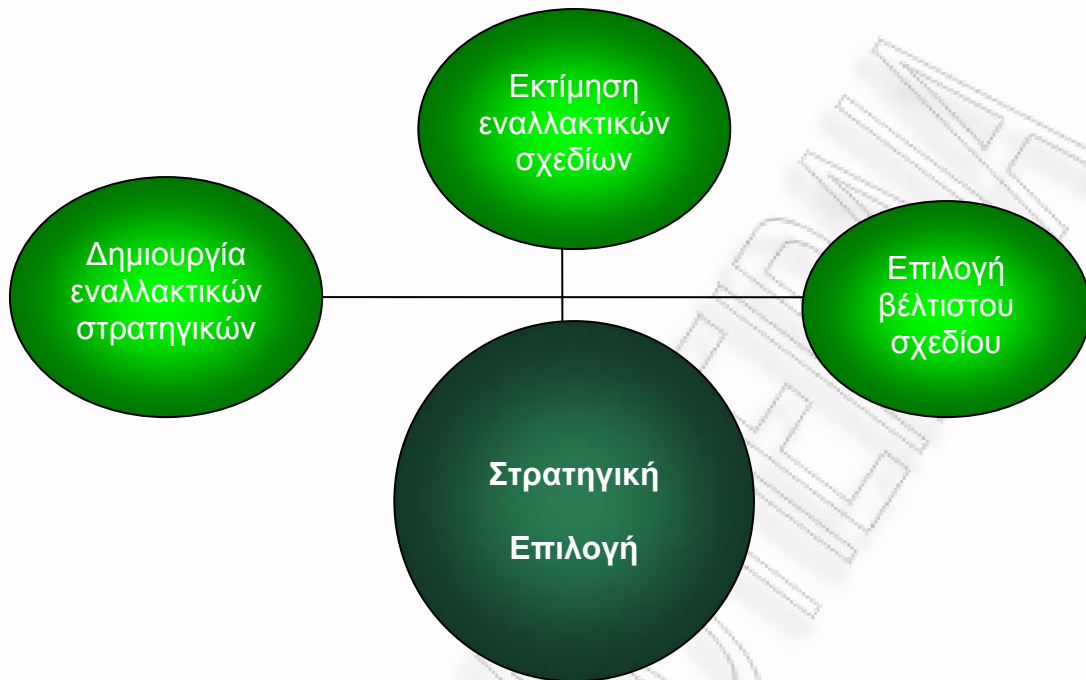 Εκτίμηση
εναλλακτικών
σχεδίων
Δημιουργία
εναλλακτικών
στρατηγικών
Επιλογή
βέλτιστου
σχεδίου
Στρατηγική
Επιλογή